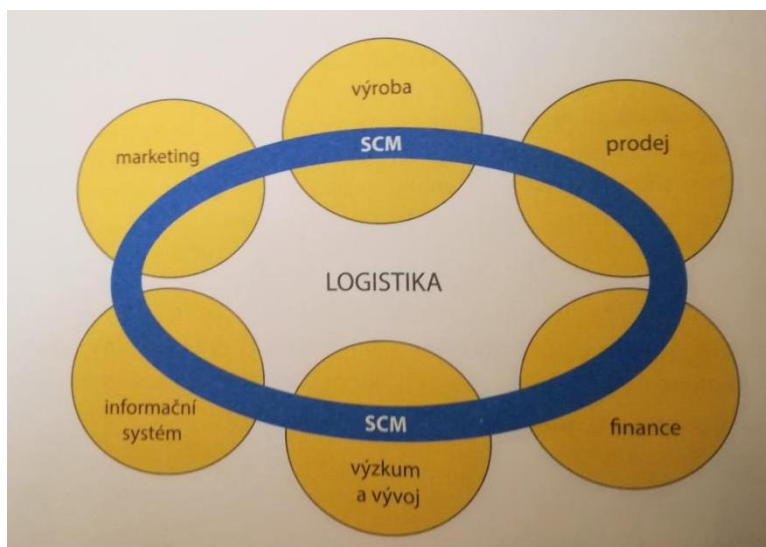 výroba
SCM
marketing
prodej
LOGISTIKA
informační
systém
SCM
výzkum
a vývoj
finance